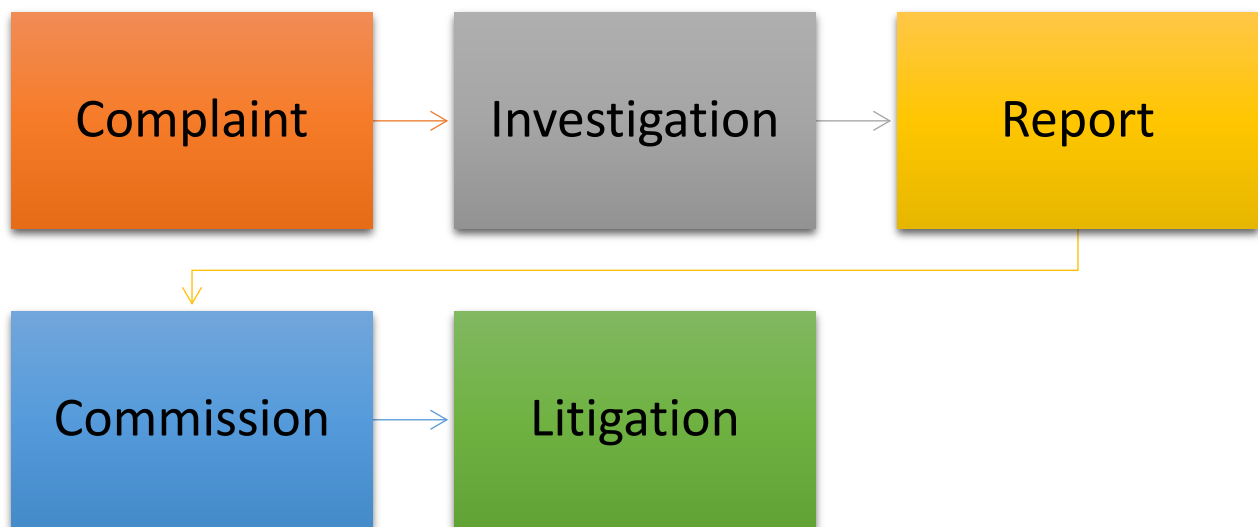 Complaint
Investigation
Report
Commission
Litigation